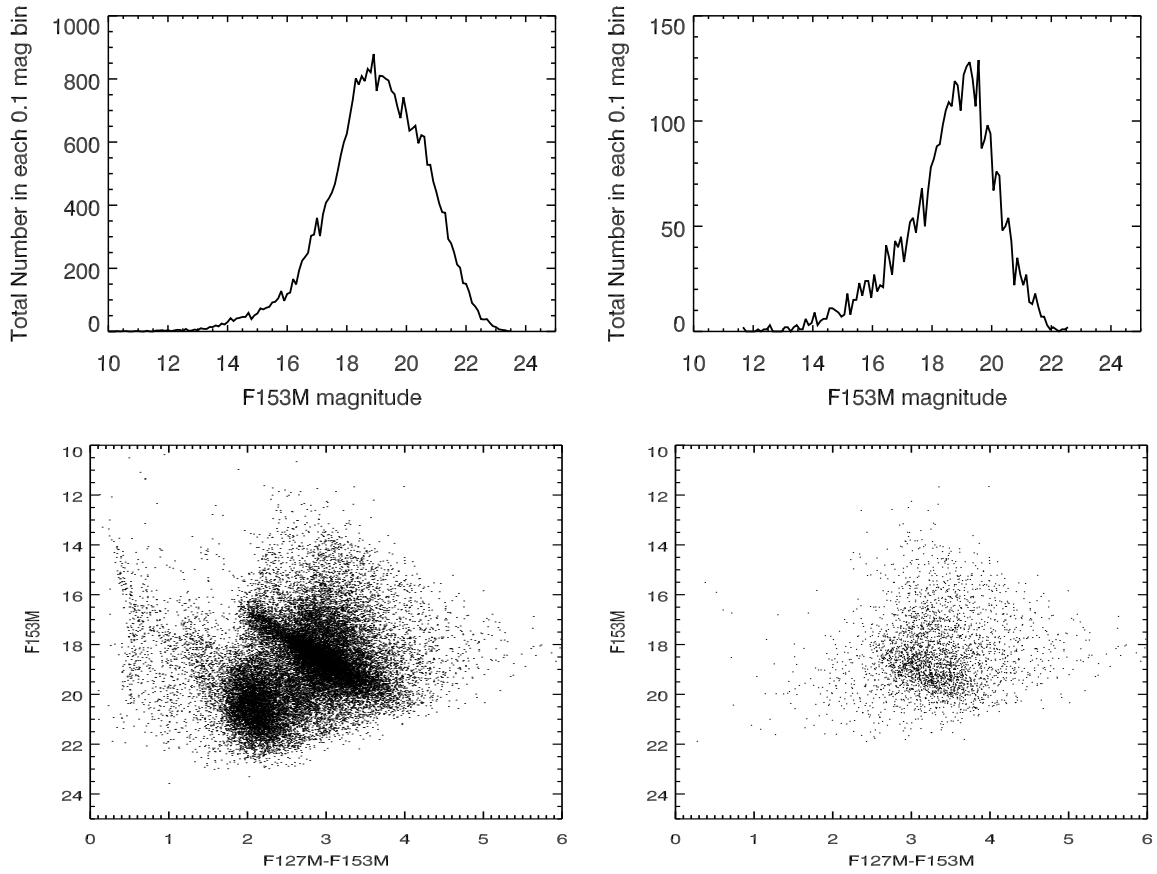 Total Number in each 0.1 mag bin
1000
800
600
400
200
0
10 12 14 16 18 20 22 24
F153M magnitude
Total Number in each 0.1 mag bin
150
100
50
0
10 12 14 16 18 20 22 24
F153M magnitude
F153M
10
12
14
16
18
20
22
24
0 1 2 3 4 5 6
F127M-F153M
F153M
10
12
14
16
18
20
22
24
0 1 2 3 4 5 6
F127M-F153M